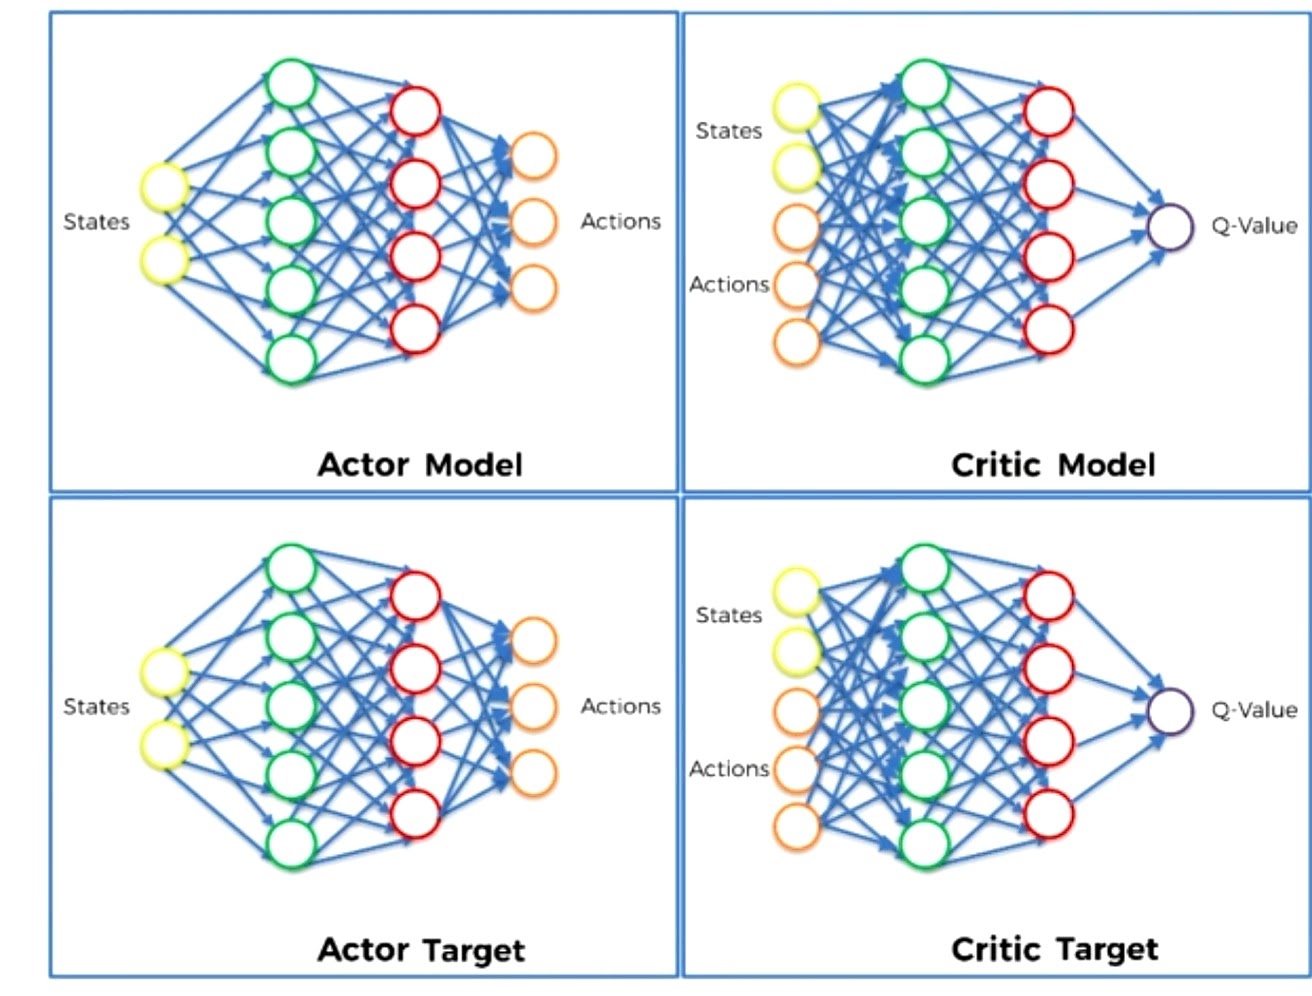 States
Actions
Actor Model
States
Actions
Q-Value
Critic Model
States
Actions
Actor Target
States
Actions
Q-Value
Critic Target